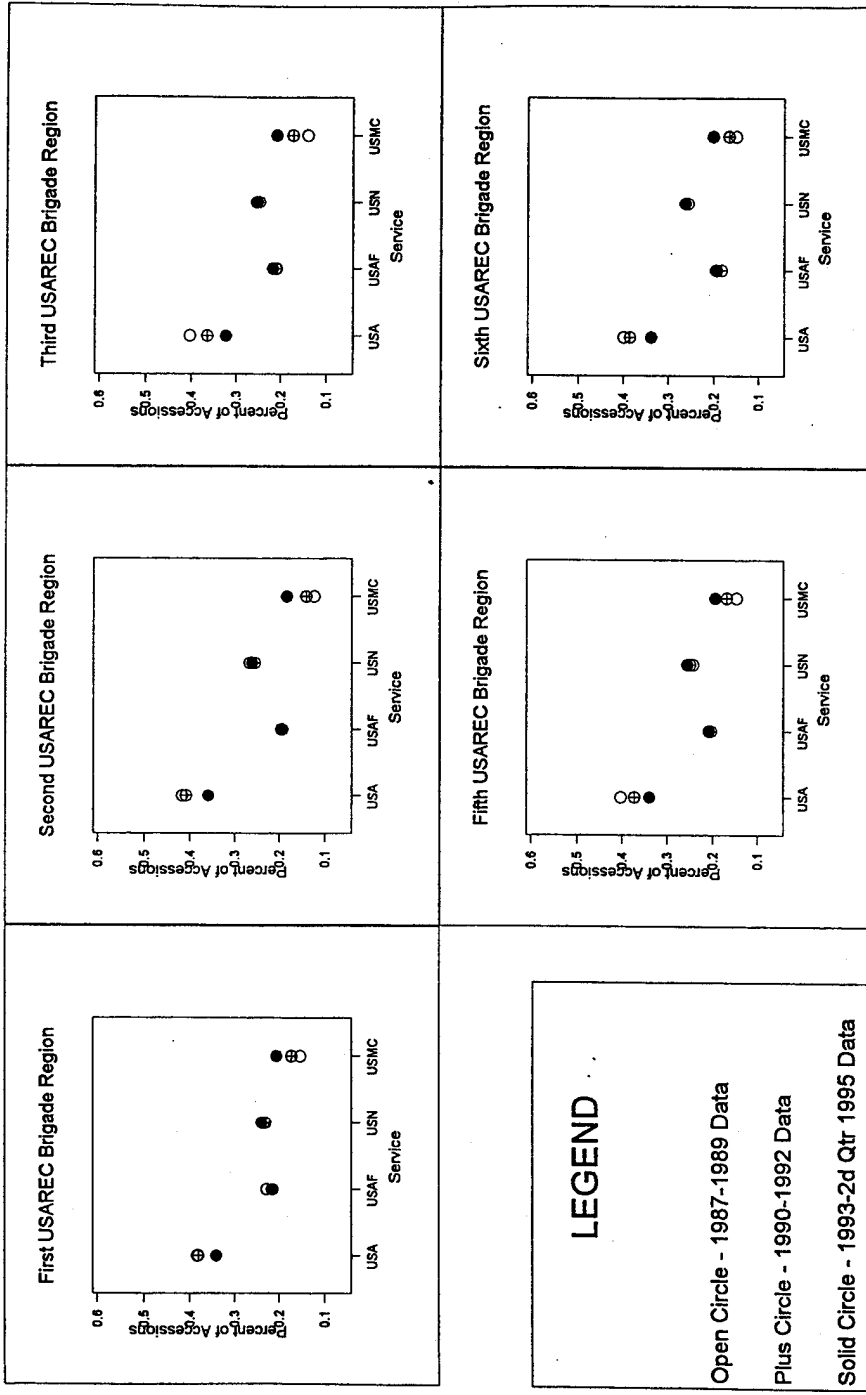 First USAREC Brigade Region
Percent of Accessions
0.6
0.5
0.4
0.3
0.2
0.1
USA USAF USN USMC
Service
Second USAREC Brigade Region
Percent of Accessions
0.6
0.5
0.4
0.3
0.2
0.1
USA USAF USN USMC
Service
Third USAREC Brigade Region
Percent of Accessions
0.6
0.5
0.4
0.3
0.2
0.1
USA USAF USN USMC
Service
LEGEND
Open Circle - 1987-1989 Data
Plus Circle - 1990-1992 Data
Solid Circle - 1993-2d Qtr 1995 Data
Fifth USAREC Brigade Region
Percent of Accessions
0.6
0.5
0.4
0.3
0.2
0.1
USA USAF USN USMC
Service
Sixth USAREC Brigade Region
Percent of Accessions
0.6
0.5
0.4
0.3
0.2
0.1
USA USAF USN USMC
Service